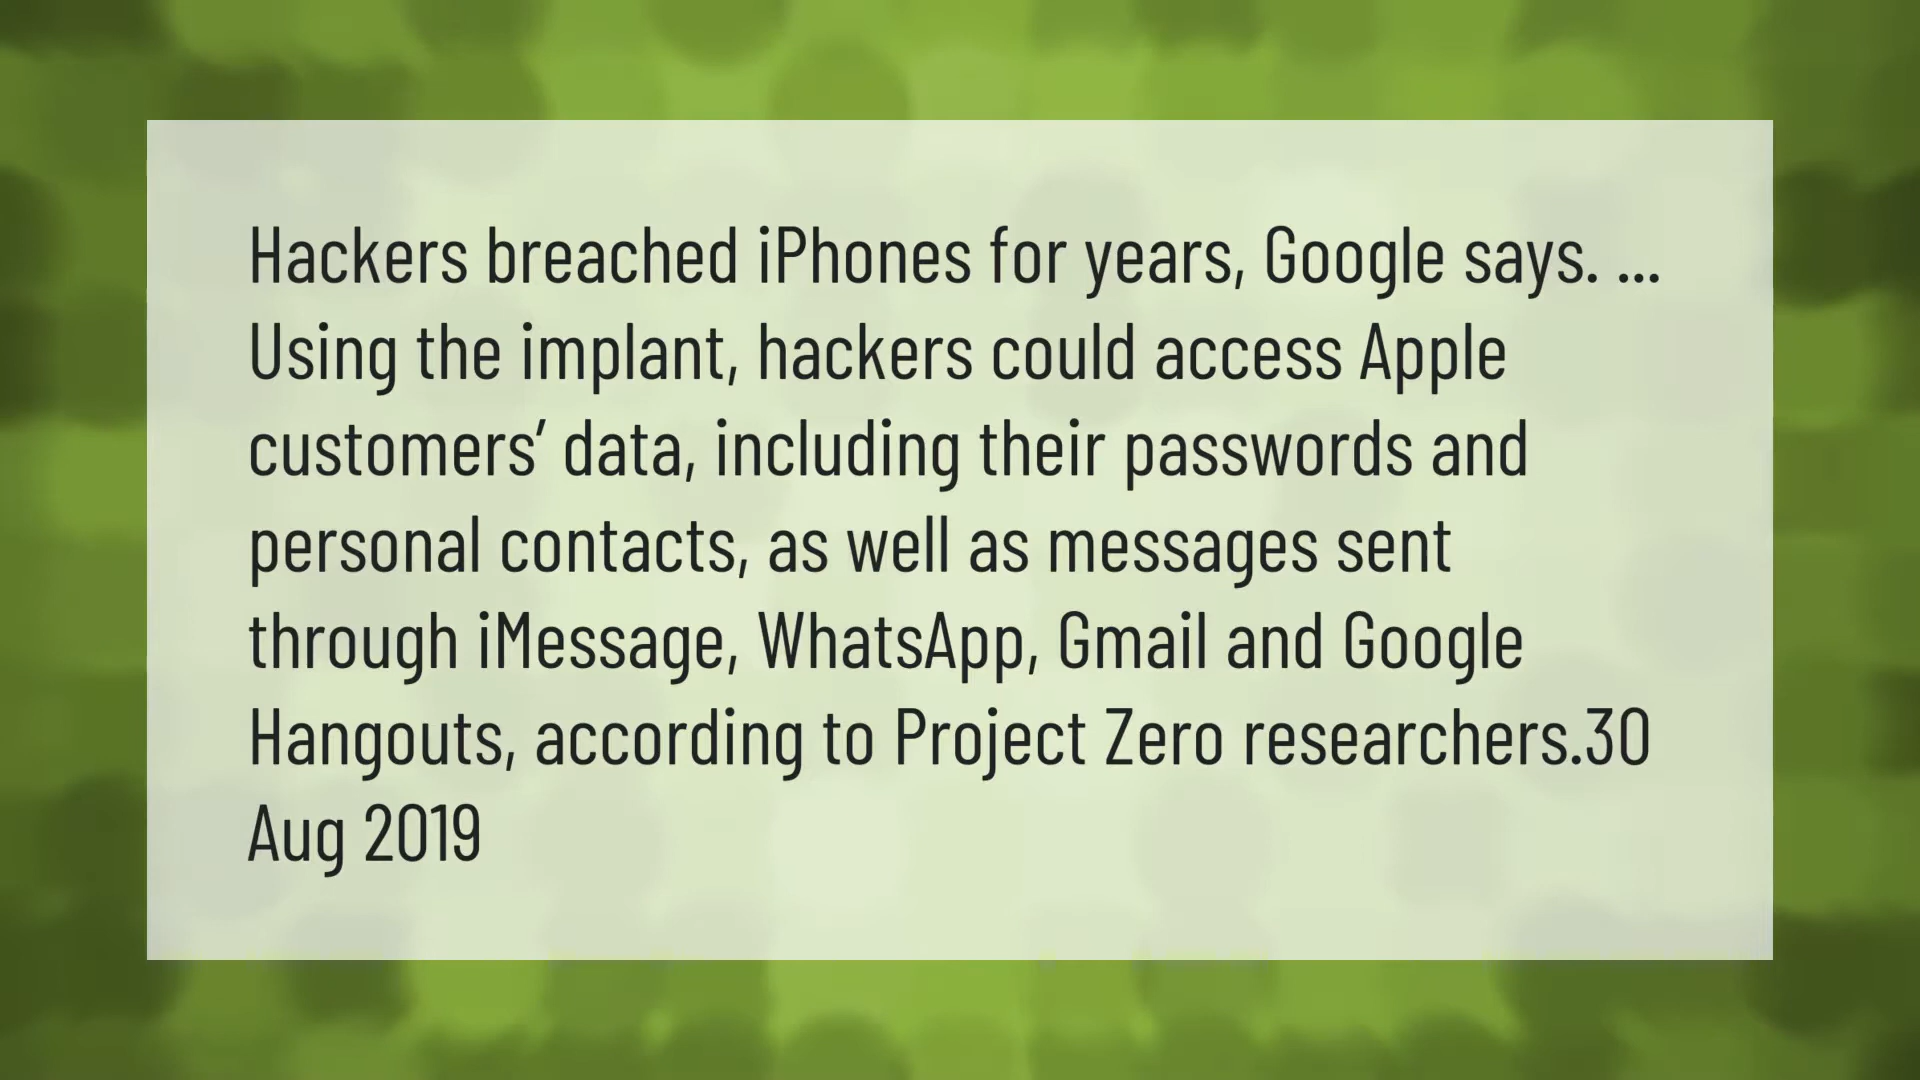 Hackers breached iPhones for years, Google says. ...
Using the implant, hackers could access Apple
customers’ data, including their passwords and
personal contacts, as well as messages sent
through iMessage, WhatsApp, Gmail and Google
Hangouts, according to Project Zero researchers.30
Aug 2019